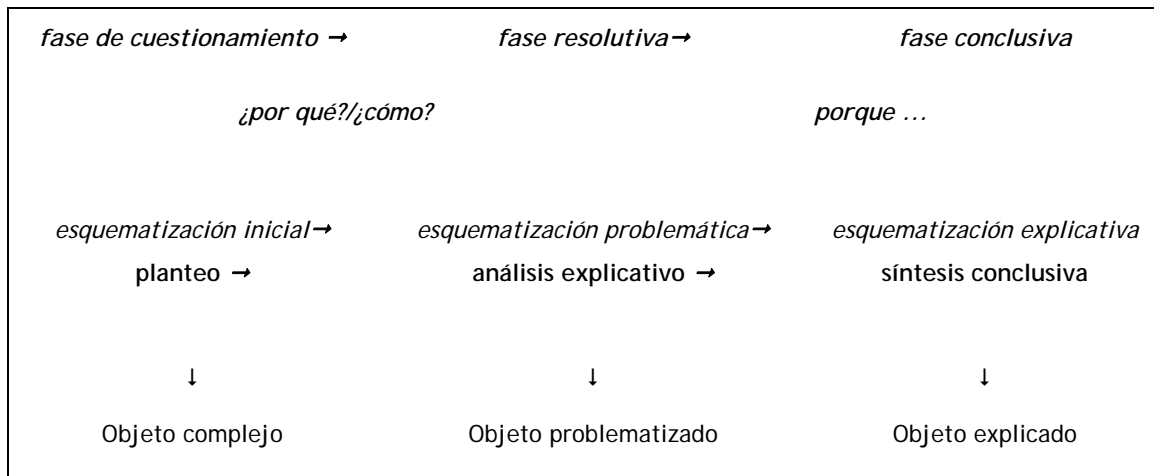 fase de cuestionamiento → fase resolutiva→ fase conclusiva
¿por qué?/¿cómo? porque ...
esquematización inicial→ esquematización problemática→ esquematización explicativa
planteo → análisis explicativo → síntesis conclusiva
↓ ↓ ↓
Objeto complejo Objeto problematizado Objeto explicado